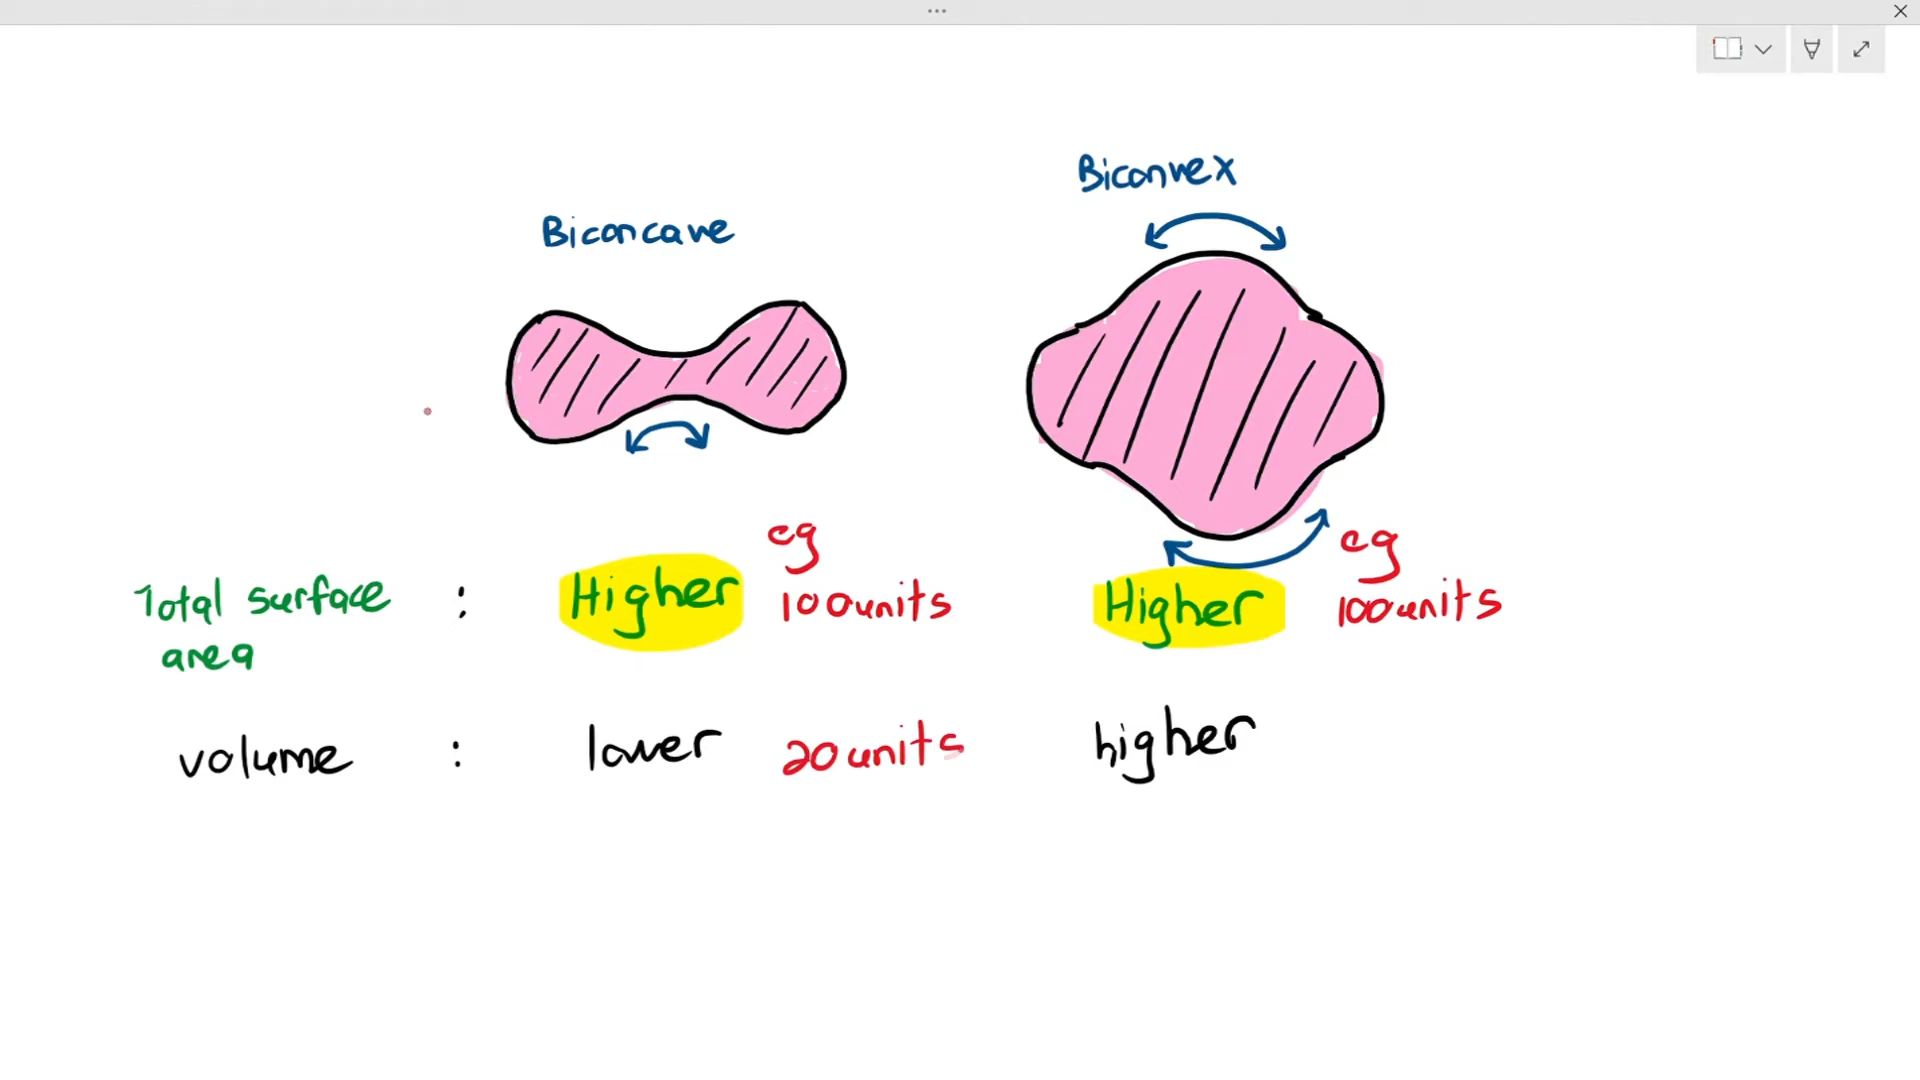 Biconcave
Biconvex
Total surface area : Higher eg 100units Higher eg 100units
volume : lower 20units higher